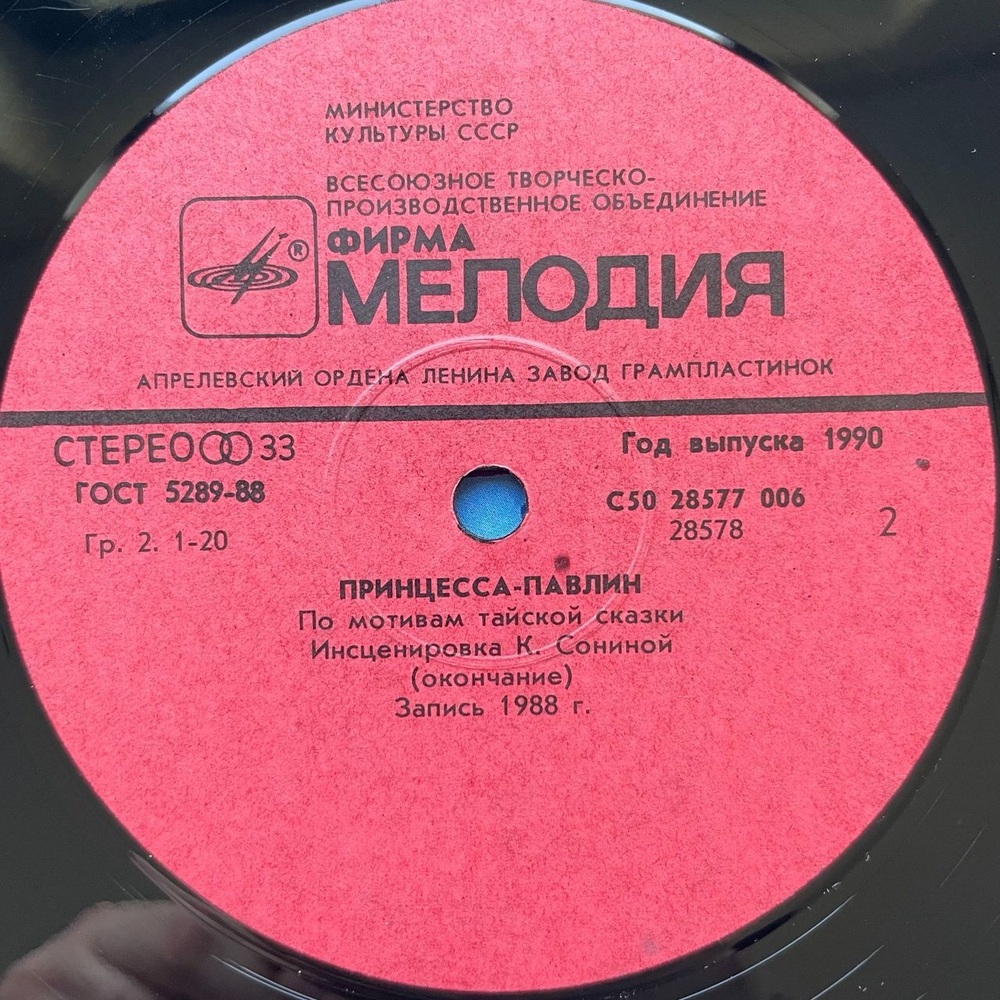 МИНИСТЕРСТВО
КУЛЬТУРЫ СССР
ВСЕСОЮЗНОЕ ТВОРЧЕСКО-
ПРОИЗВОДСТВЕННОЕ ОБЪЕДИНЕНИЕ
®
ФИРМА
МЕЛОДИЯ
АПРЕЛЕВСКИЙ ОРДЕНА ЛЕНИНА ЗАВОД ГРАМПЛАСТИНОК
СТЕРЕО 33
Год выпуска 1990
ГОСТ 5289-88
С50 28577 006
Гр. 2. 1-20
28578
2
ПРИНЦЕССА-ПАВЛИН
По мотивам тайской сказки
Инсценировка К. Сониной
(окончание)
Запись 1988 г.